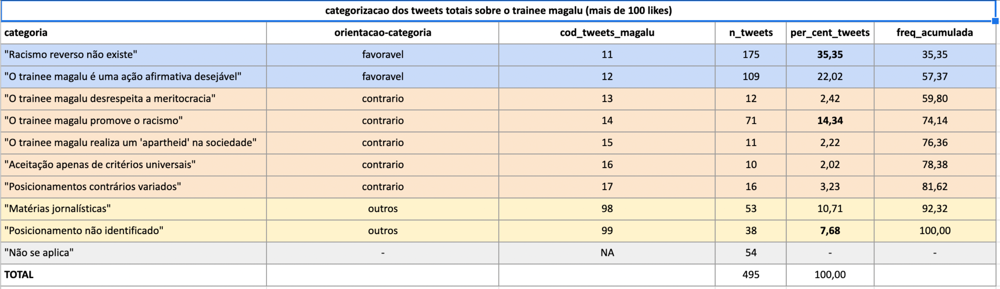 categorizacao dos tweets totais sobre o trainee magalu (mais de 100 likes)
categoria orientacao-categoria cod_tweets_magalu n_tweets per_cent_tweets freq_acumulada
"Racismo reverso não existe" favoravel 11 175 35,35 35,35
"O trainee magalu é uma ação afirmativa desejável" favoravel 12 109 22,02 57,37
"O trainee magalu desrespeita a meritocracia" contrario 13 12 2,42 59,80
"O trainee magalu promove o racismo" contrario 14 71 14,34 74,14
"O trainee magalu realiza um 'apartheid' na sociedade" contrario 15 11 2,22 76,36
"Aceitação apenas de critérios universais" contrario 16 10 2,02 78,38
"Posicionamentos contrários variados" contrario 17 16 3,23 81,62
"Matérias jornalísticas" outros 98 53 10,71 92,32
"Posicionamento não identificado" outros 99 38 7,68 100,00
"Não se aplica" - NA 54 - -
TOTAL 495 100,00